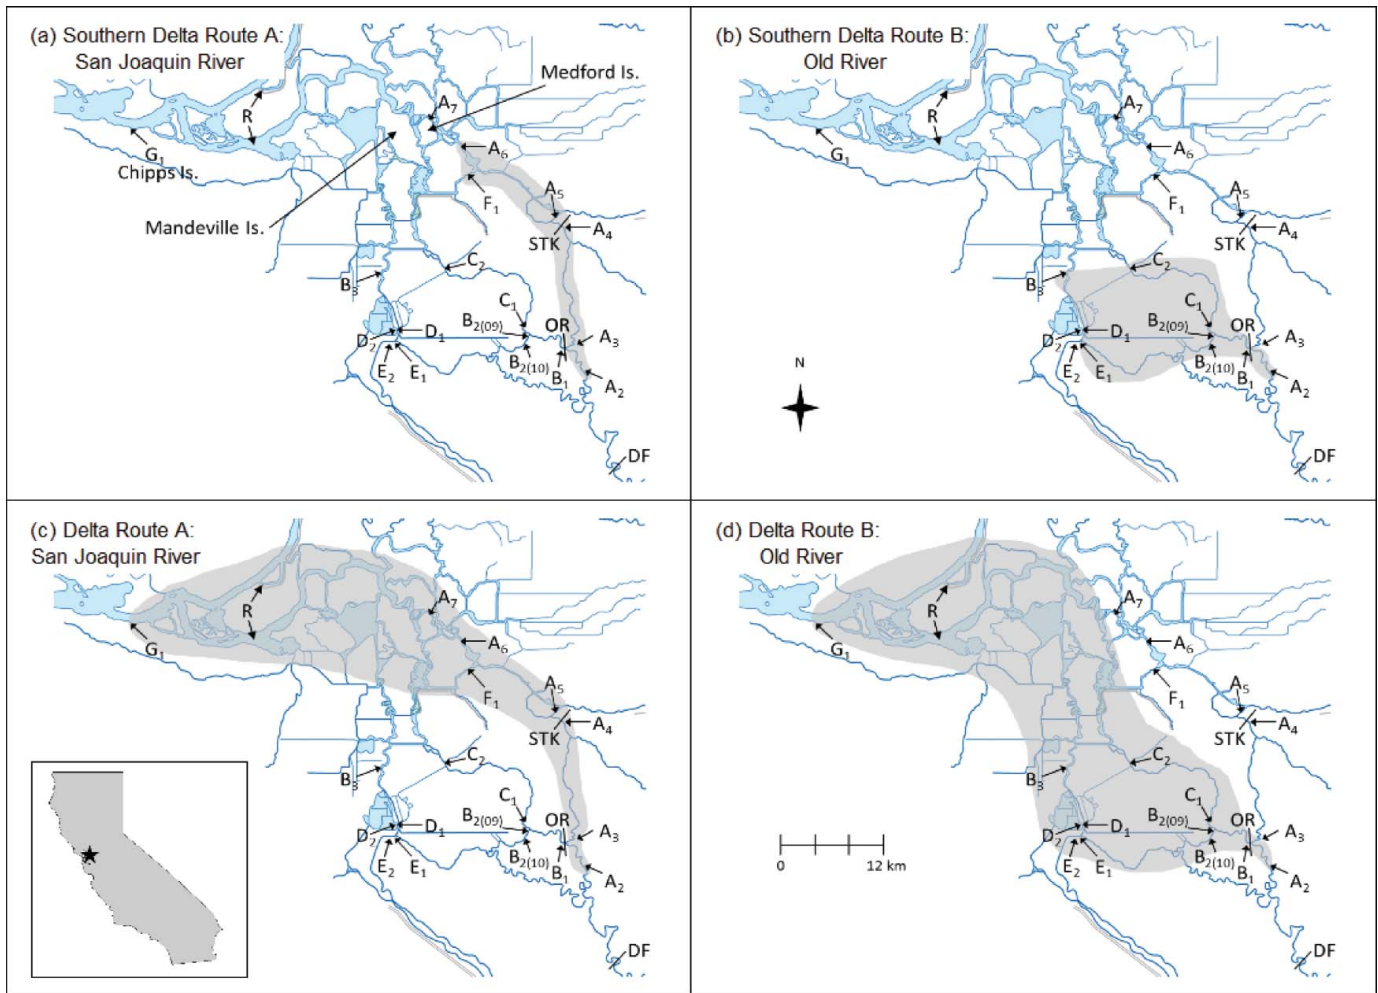 (a) Southern Delta Route A:
San Joaquin River
Medford Is.
A7
R
G1
Chipps Is.
A6
Mandeville Is.
F1
A5
STK
A4
C2
B3
C1
B2(09)
OR
D2
D1
A3
E2
E1
B2(10)
B1
A2
DF
(b) Southern Delta Route B:
Old River
A7
R
G1
A6
F1
A5
STK
A4
C2
B3
C1
B2(09)
OR
D2
D1
A3
E2
E1
B2(10)
B1
A2
N
DF
(c) Delta Route A:
San Joaquin River
A7
R
G1
A6
F1
A5
STK
A4
C2
B3
C1
B2(09)
OR
D2
D1
A3
E2
E1
B2(10)
B1
A2
DF
(d) Delta Route B:
Old River
A7
R
G1
A6
F1
A5
STK
A4
C2
B3
C1
B2(09)
OR
D2
D1
A3
E2
E1
B2(10)
B1
A2
0 12 km
DF